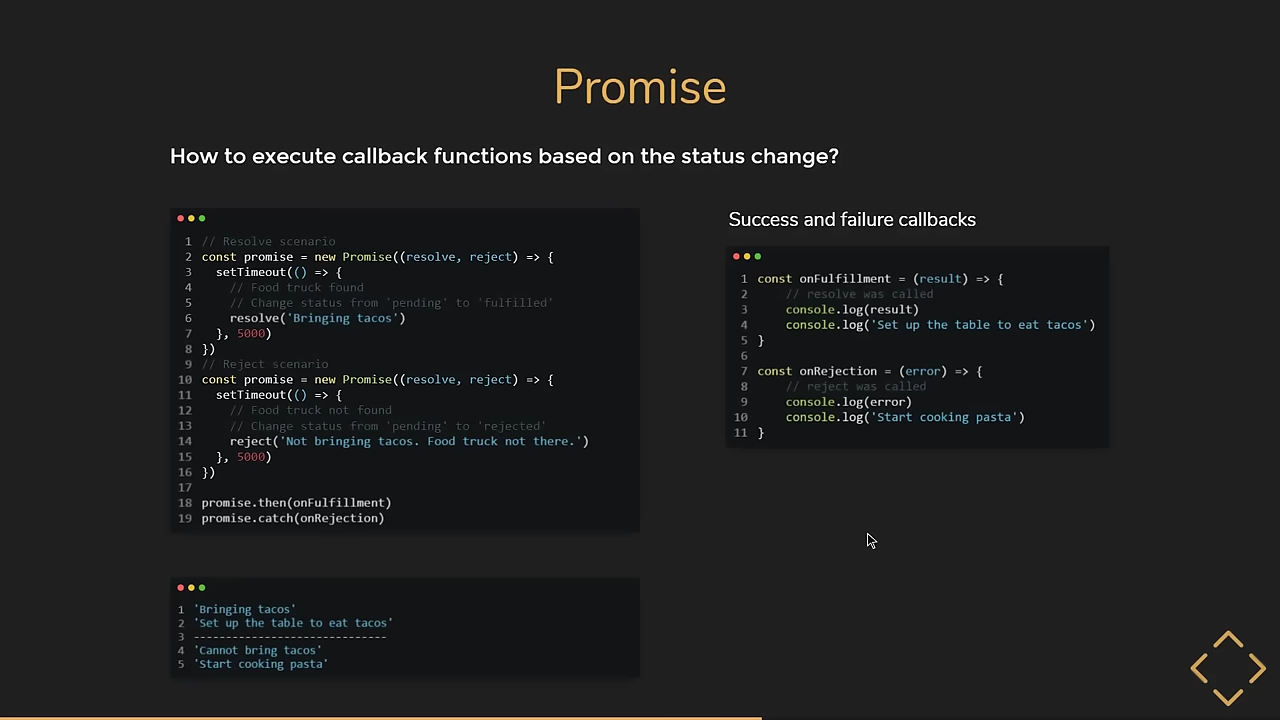 Promise
How to execute callback functions based on the status change?
1 // Resolve scenario
2 const promise = new Promise((resolve, reject) => {
3   setTimeout(() => {
4     // Food truck found
5     // Change status from 'pending' to 'fulfilled'
6     resolve('Bringing tacos')
7   }, 5000)
8 })
9 // Reject scenario
10 const promise = new Promise((resolve, reject) => {
11   setTimeout(() => {
12     // Food truck not found
13     // Change status from 'pending' to 'rejected'
14     reject('Not bringing tacos. Food truck not there.')
15   }, 5000)
16 })
17
18 promise.then(onFulfillment)
19 promise.catch(onRejection)
Success and failure callbacks
1 const onFulfillment = (result) => {
2     // resolve was called
3     console.log(result)
4     console.log('Set up the table to eat tacos')
5 }
6
7 const onRejection = (error) => {
8     // reject was called
9     console.log(error)
10     console.log('Start cooking pasta')
11 }
1 'Bringing tacos'
2 'Set up the table to eat tacos'
3 ----------------------------
4 'Cannot bring tacos'
5 'Start cooking pasta'